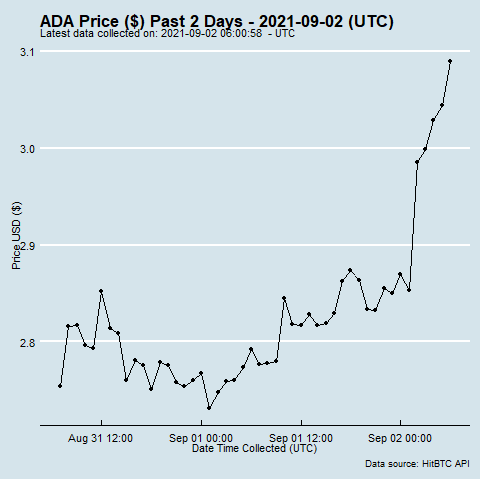 ADA Price ($) Past 2 Days - 2021-09-02 (UTC)
Latest data collected on: 2021-09-02 06:00:58 - UTC
3.1
3.0
2.9
2.8
Price USD ($)
Aug 31 12:00
Sep 01 00:00
Sep 01 12:00
Sep 02 00:00
Date Time Collected (UTC)
Data source: HitBTC API